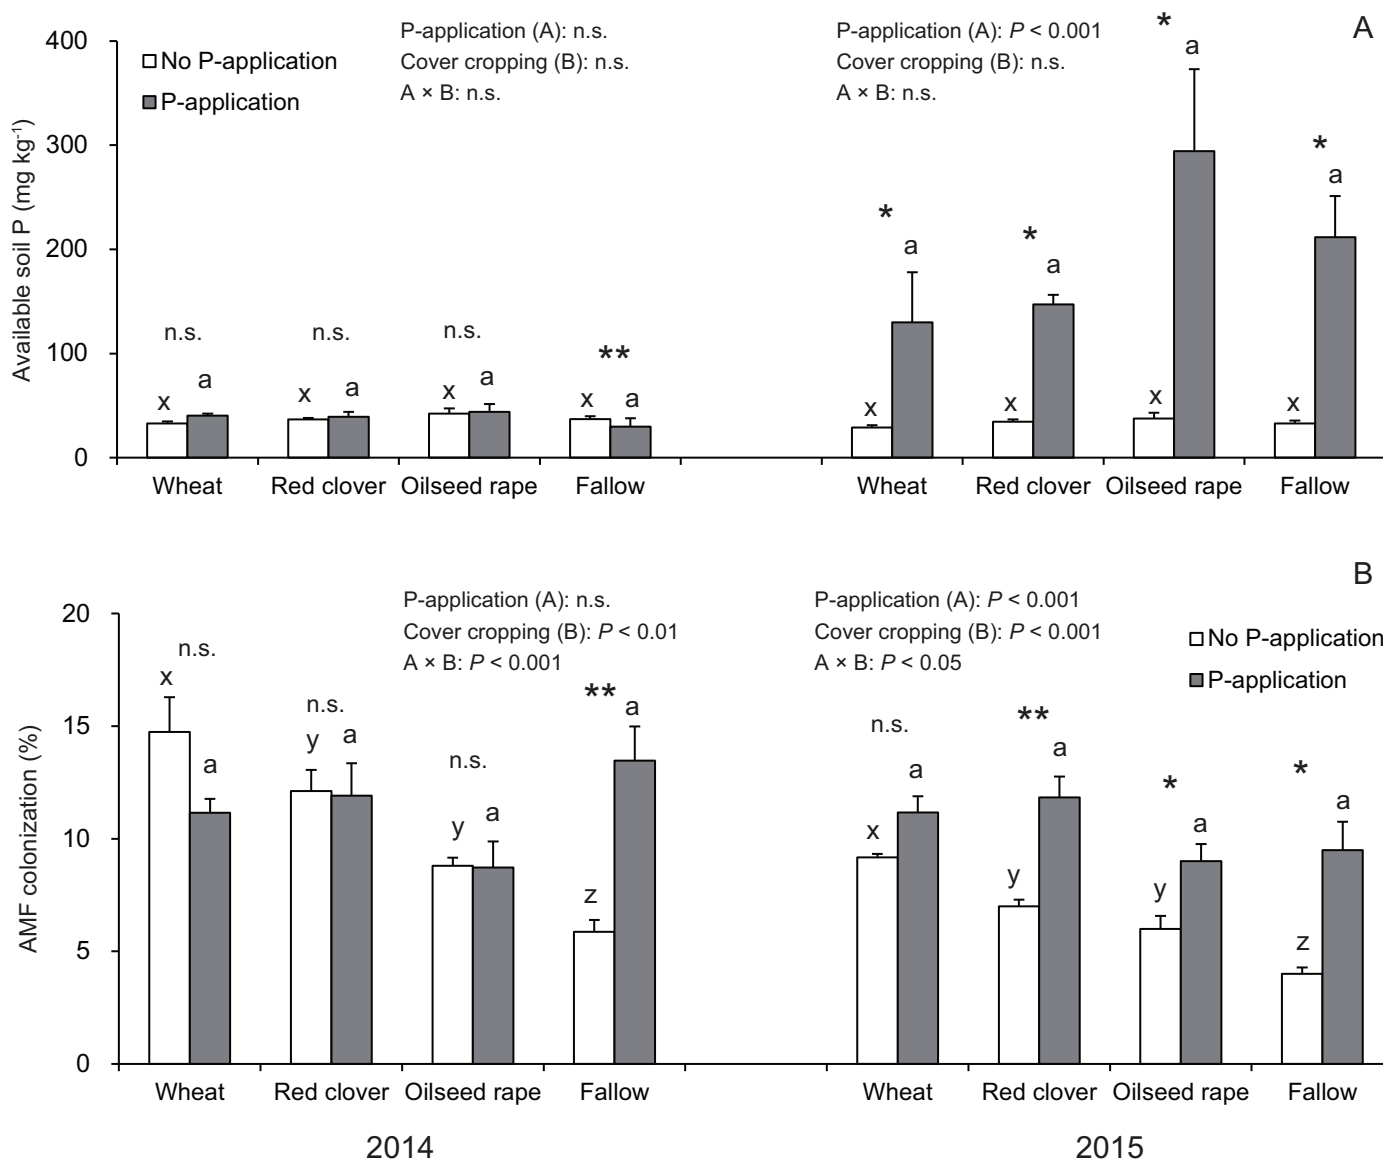 P-application (A): n.s.
Cover cropping (B): n.s.
A × B: n.s.
P-application (A): P < 0.001
Cover cropping (B): n.s.
A × B: n.s.
A
No P-application
P-application
Available soil P (mg kg⁻¹)
400
300
200
100
0
n.s.
n.s.
n.s.
**
x
a
x
a
x
a
x
a
*
*
*
*
x
a
x
a
x
a
x
a
Wheat
Red clover
Oilseed rape
Fallow
Wheat
Red clover
Oilseed rape
Fallow
B
P-application (A): n.s.
Cover cropping (B): P < 0.01
A × B: P < 0.001
P-application (A): P < 0.001
Cover cropping (B): P < 0.001
A × B: P < 0.05
No P-application
P-application
AMF colonization (%)
20
15
10
5
0
n.s.
n.s.
n.s.
**
x
a
y
a
y
a
z
a
n.s.
**
*
*
x
a
y
a
y
a
z
a
Wheat
Red clover
Oilseed rape
Fallow
Wheat
Red clover
Oilseed rape
Fallow
2014
2015